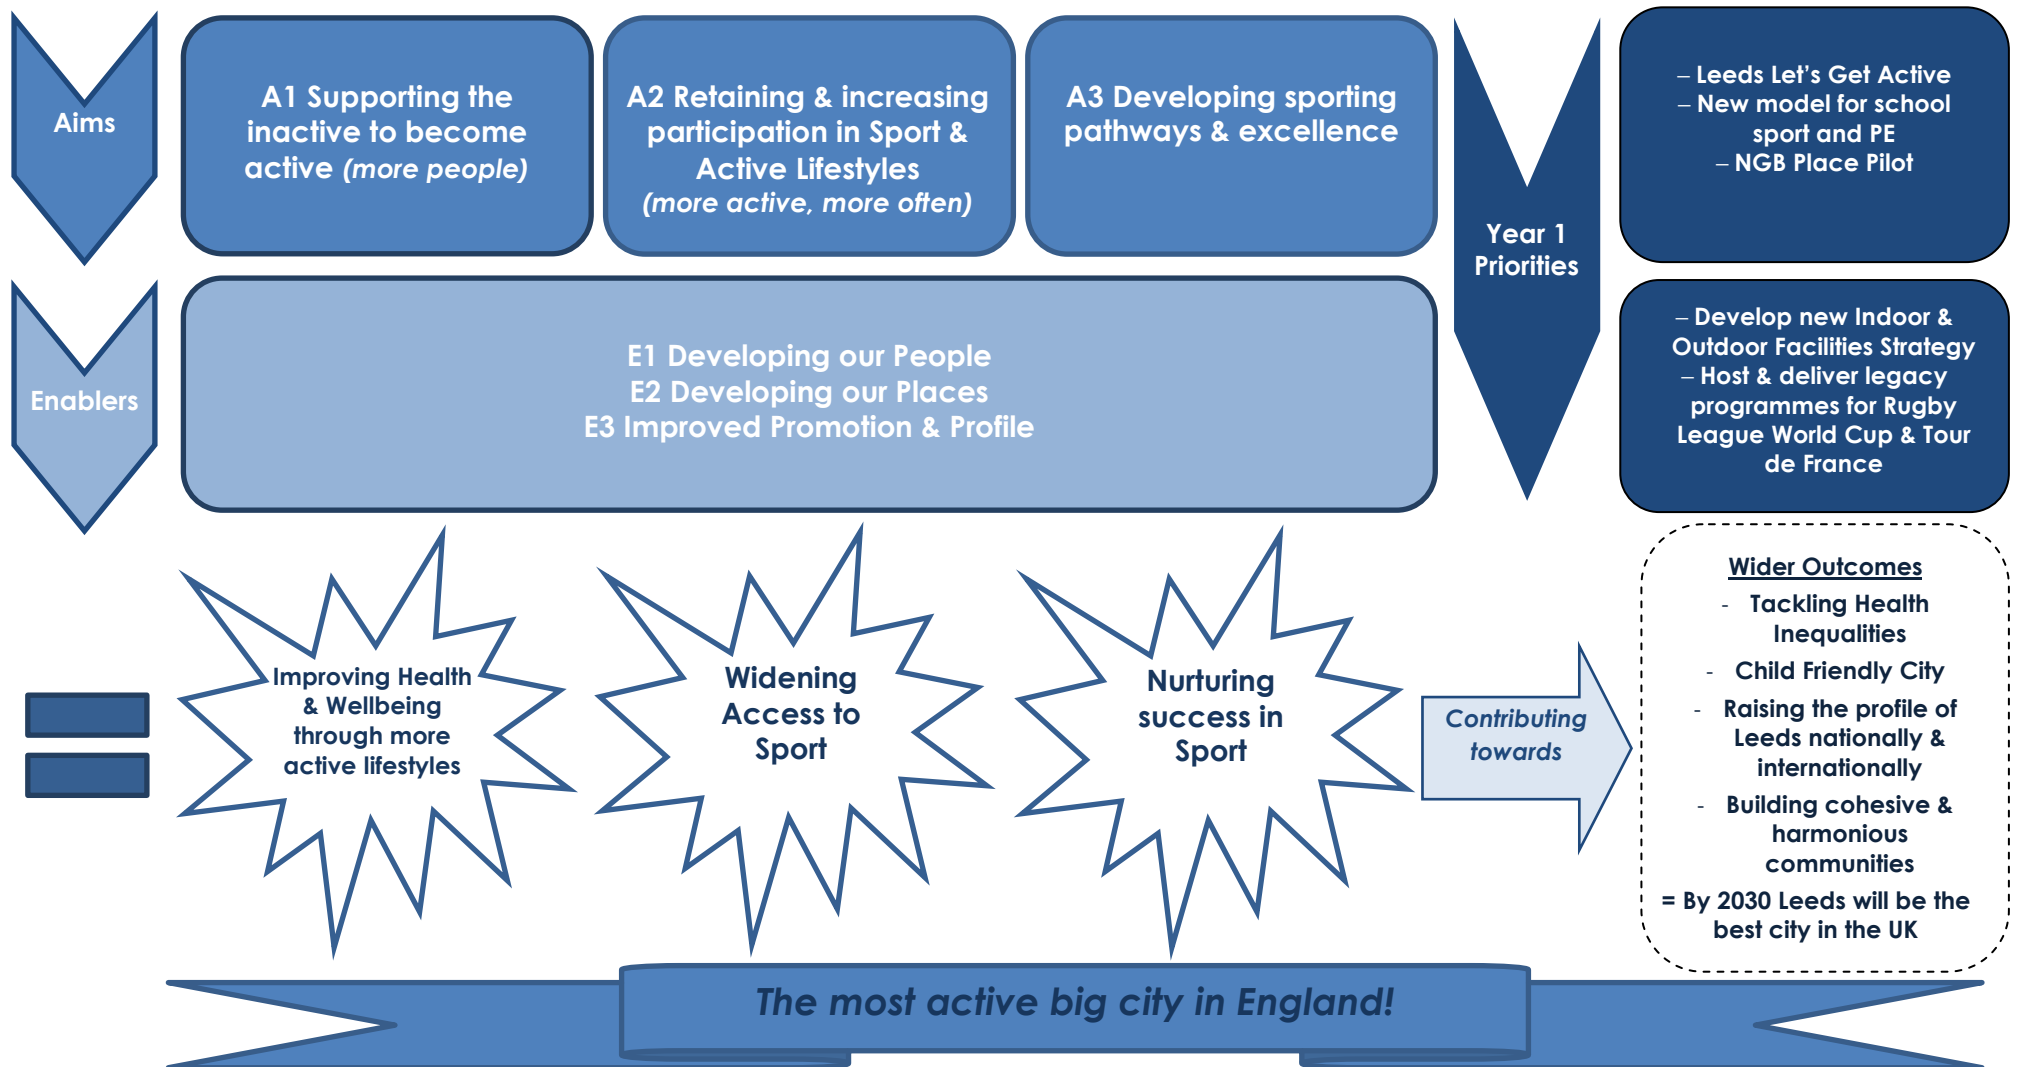 Aims
A1 Supporting the
inactive to become
active (more people)
A2 Retaining & increasing
participation in Sport &
Active Lifestyles
(more active, more often)
A3 Developing sporting
pathways & excellence
Year 1
Priorities
– Leeds Let’s Get Active
– New model for school
sport and PE
– NGB Place Pilot
Enablers
E1 Developing our People
E2 Developing our Places
E3 Improved Promotion & Profile
– Develop new Indoor &
Outdoor Facilities Strategy
– Host & deliver legacy
programmes for Rugby
League World Cup & Tour
de France
Improving Health
& Wellbeing
through more
active lifestyles
Widening
Access to
Sport
Nurturing
success in
Sport
Contributing
towards
Wider Outcomes
- Tackling Health
Inequalities
- Child Friendly City
- Raising the profile of
Leeds nationally &
internationally
- Building cohesive &
harmonious
communities
= By 2030 Leeds will be the
best city in the UK
The most active big city in England!